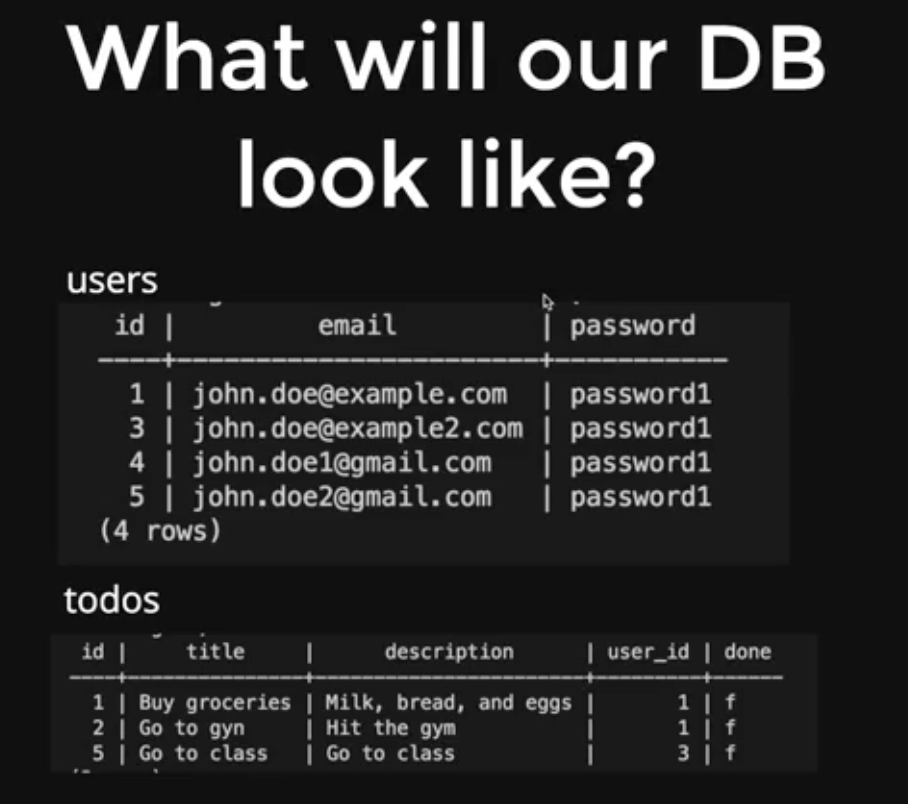 What will our DB
look like?
users
id | email | password
----+-----------------------+-----------
1 | john.doe@example.com | password1
3 | john.doe@example2.com | password1
4 | john.doe1@gmail.com | password1
5 | john.doe2@gmail.com | password1
(4 rows)
todos
id | title | description | user_id | done
----+---------------+-----------------------+---------+------
1 | Buy groceries | Milk, bread, and eggs | 1 | f
2 | Go to gyn | Hit the gym | 1 | f
5 | Go to class | Go to class | 3 | f